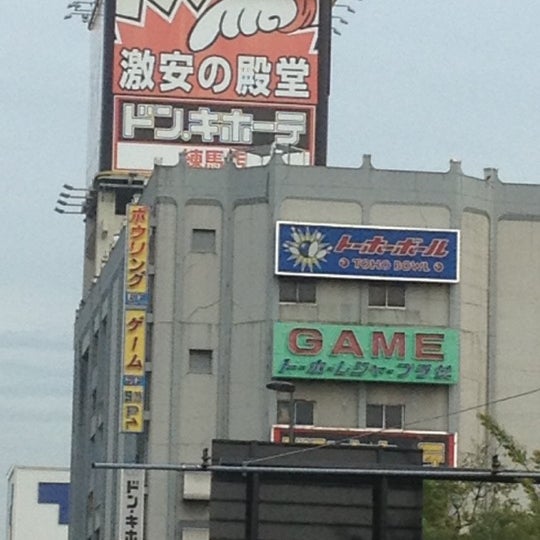 激安の殿堂
ドン.キホーテ
練馬
トーホーボール
TOHO BOWL
GAME
トーホーレジャープラザ
ボウリング
ゲーム
ドン.キホ